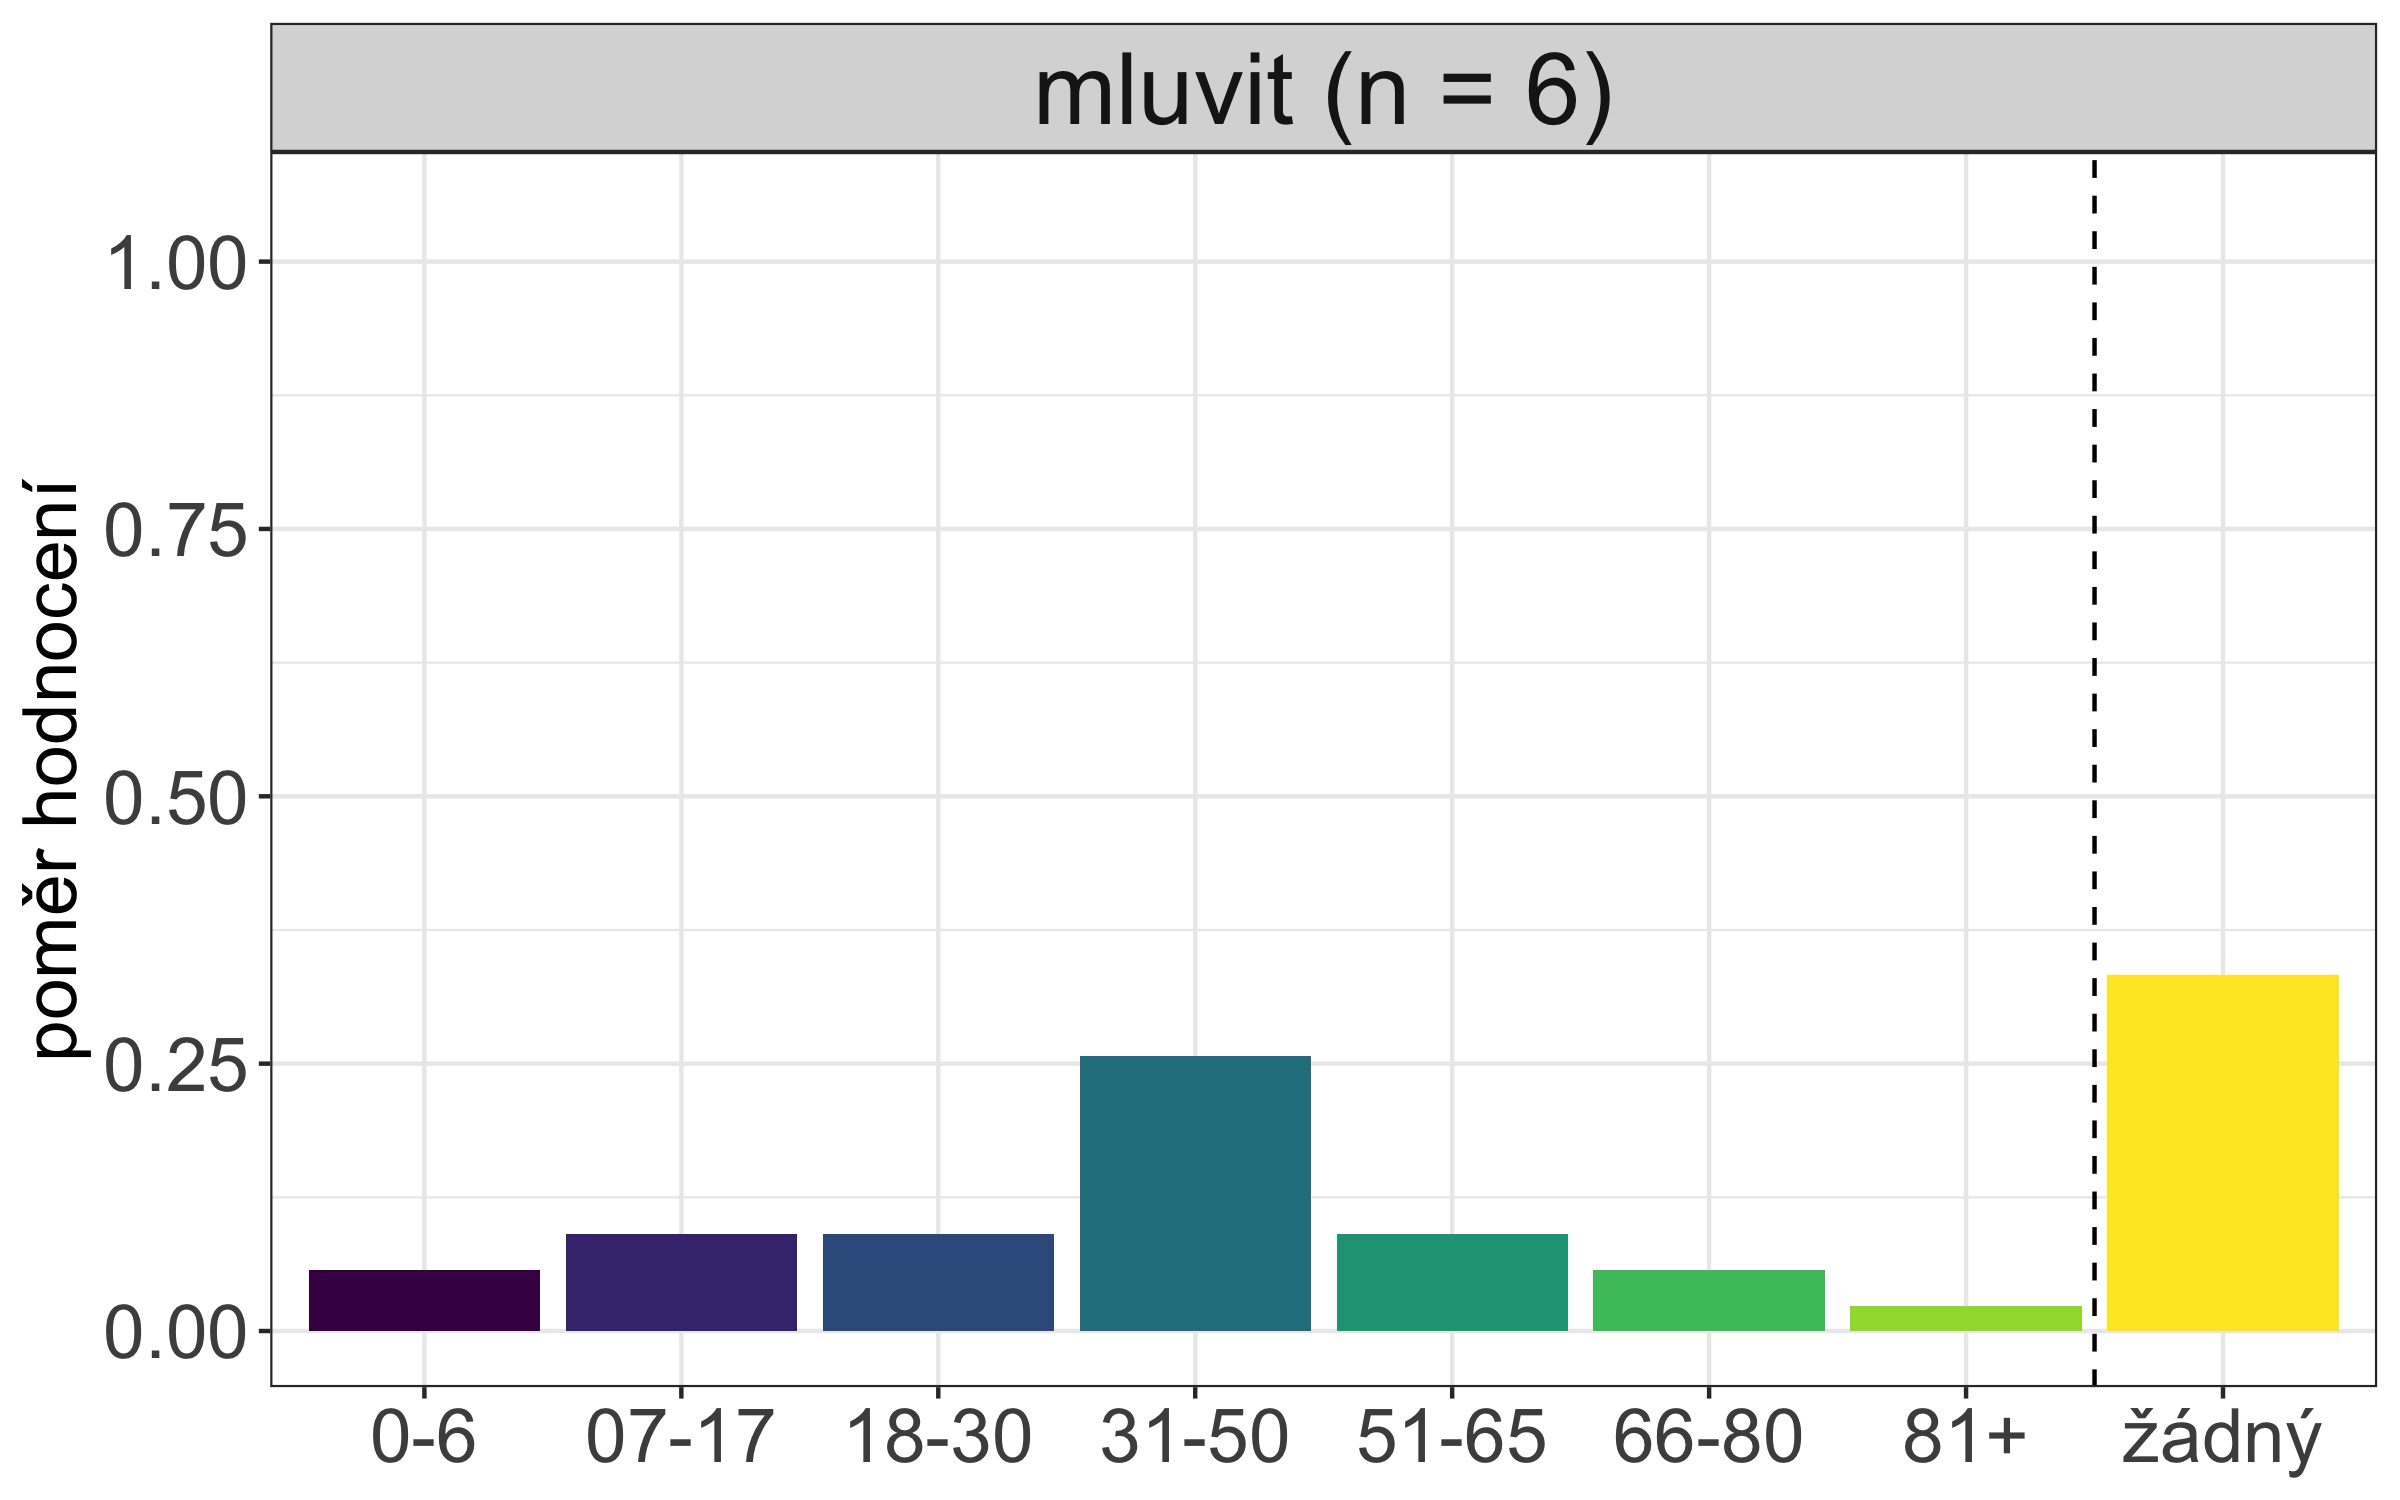 mluvit (n = 6)
poměr hodnocení
1.00
0.75
0.50
0.25
0.00
0-6 07-17 18-30 31-50 51-65 66-80 81+ žádný